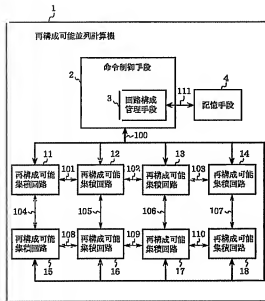 1
再構成可能並列計算機
2
命令制御手段
3
回路構成
管理手段
111
4
記憶手段
100
11
12
13
14
再構成可能
集積回路
101
再構成可能
集積回路
102
再構成可能
集積回路
103
再構成可能
集積回路
104
105
106
107
再構成可能
集積回路
108
再構成可能
集積回路
109
再構成可能
集積回路
110
再構成可能
集積回路
15
16
17
18